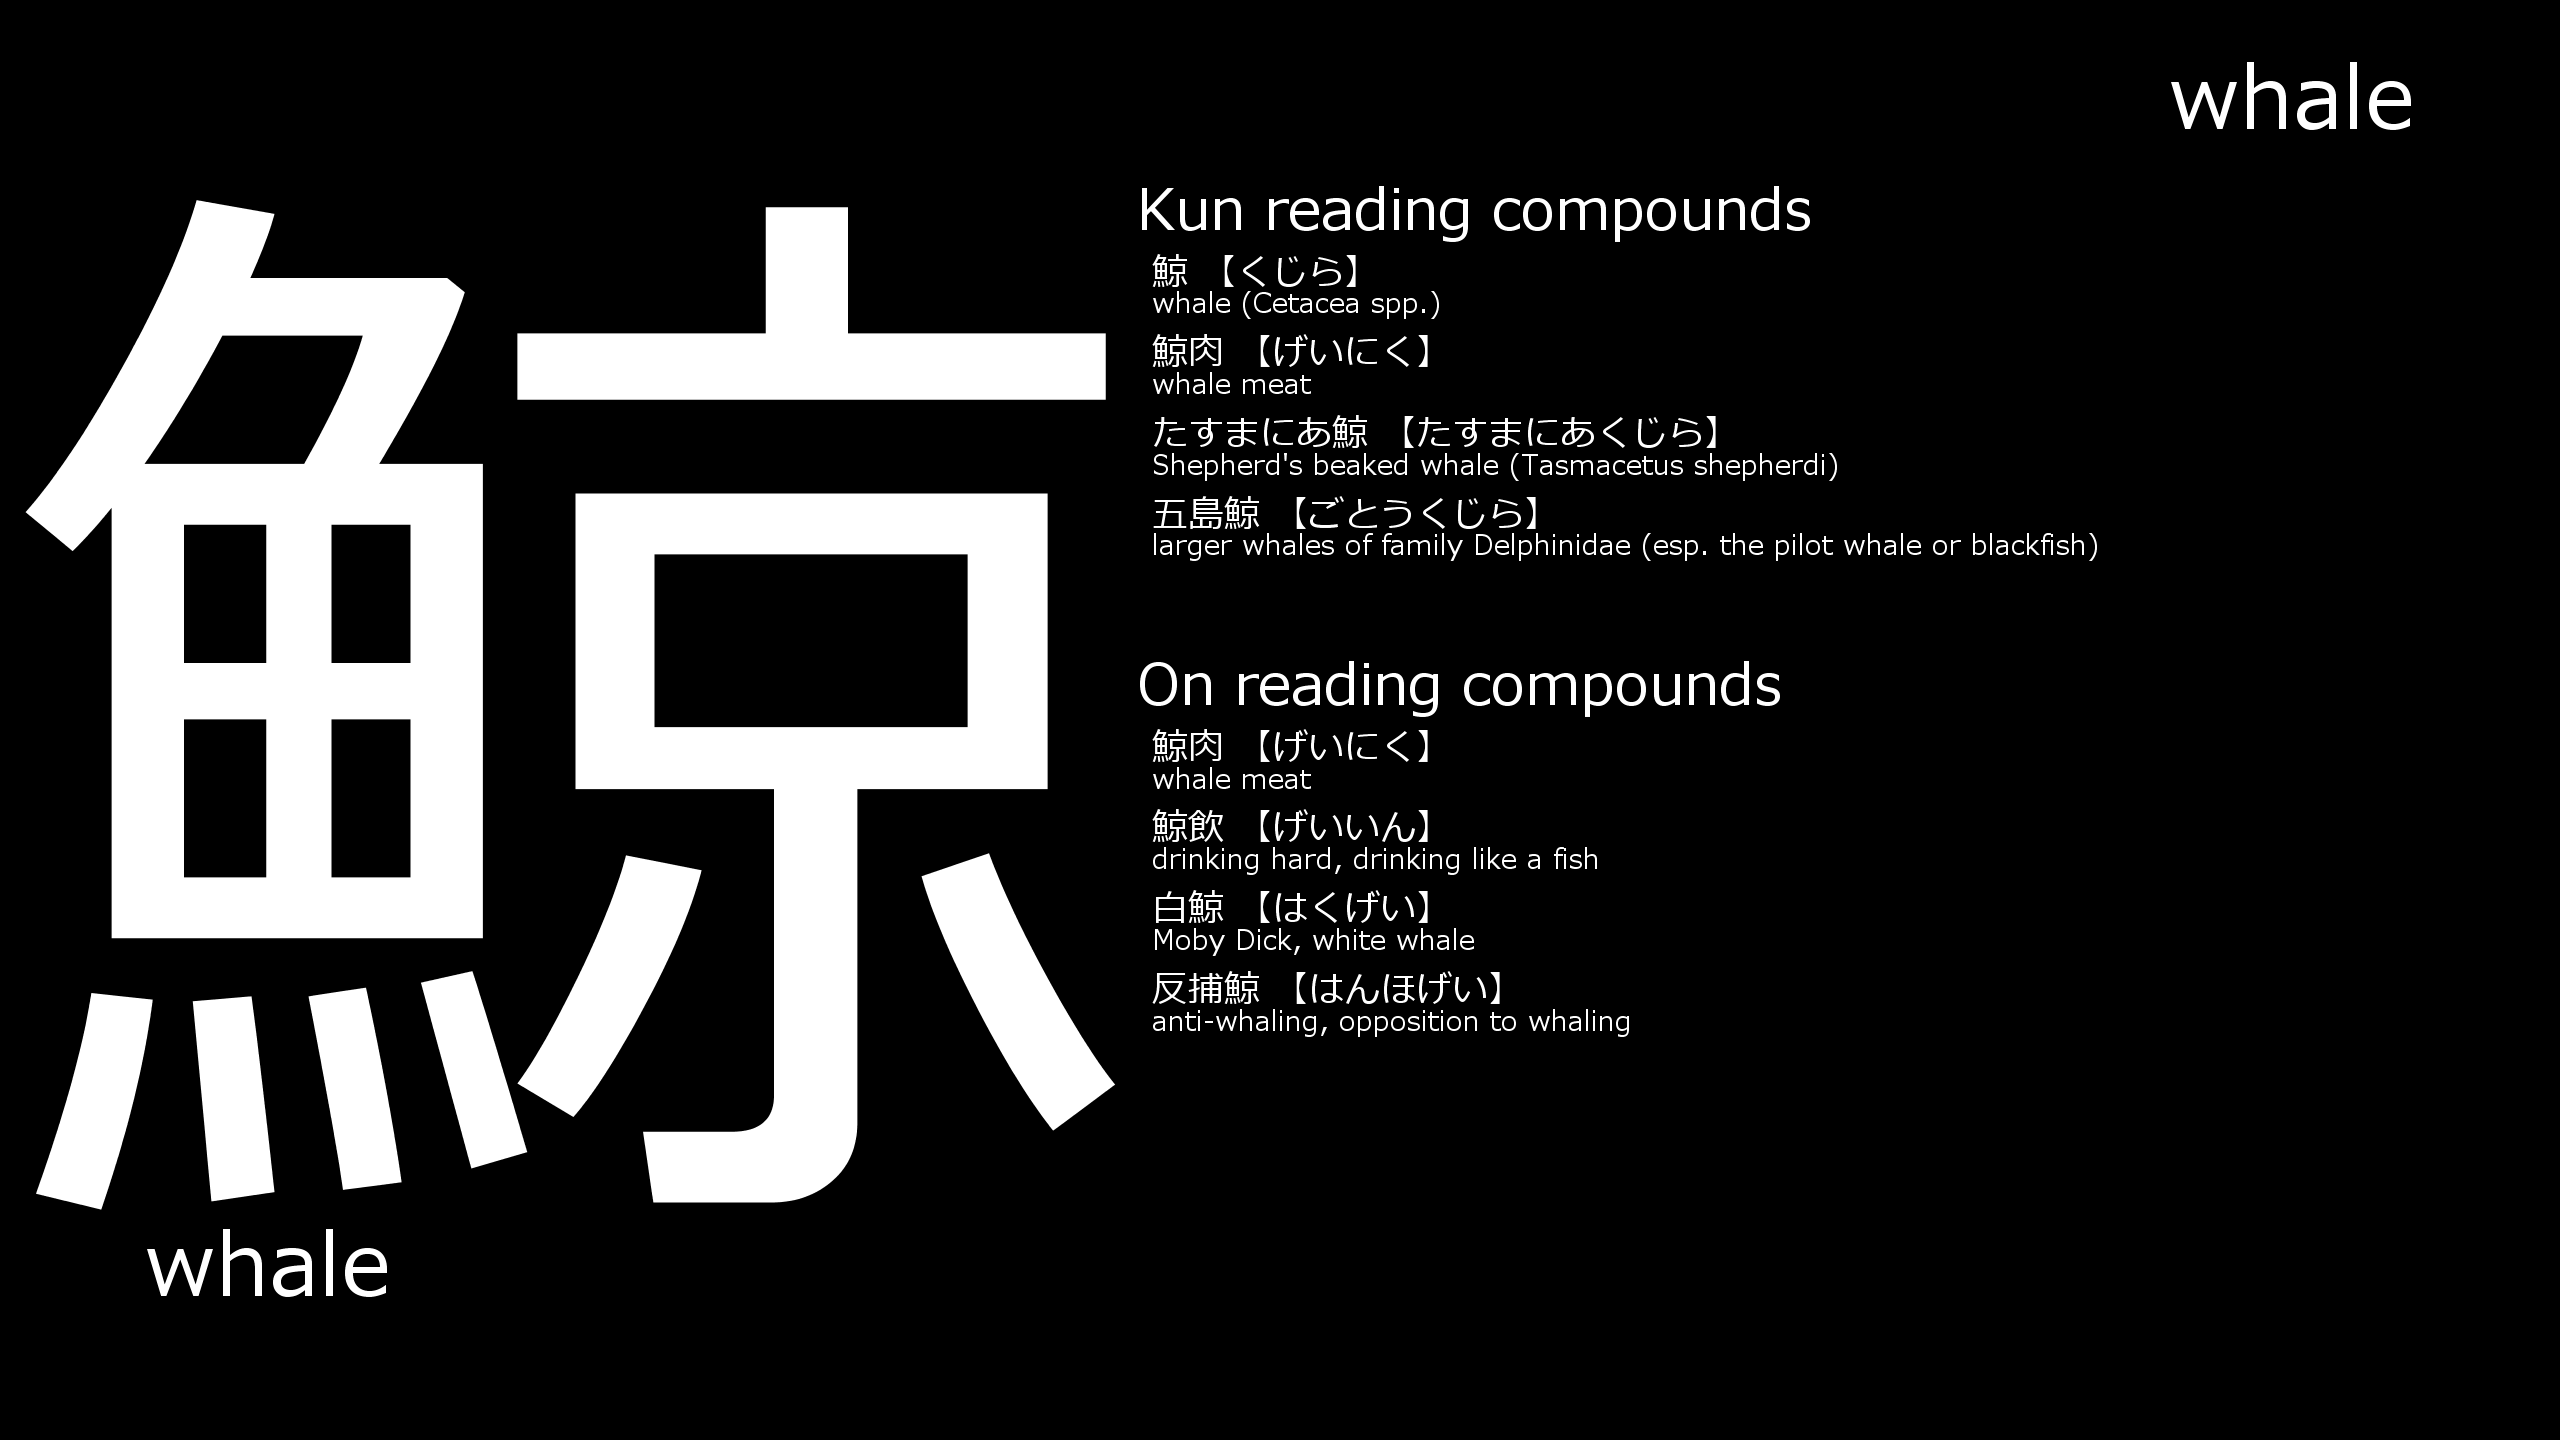 whale
鯨
whale
Kun reading compounds
鯨 【くじら】
whale (Cetacea spp.)
鯨肉 【げいにく】
whale meat
たすまにあ鯨 【たすまにあくじら】
Shepherd's beaked whale (Tasmacetus shepherdi)
五島鯨 【ごとうくじら】
larger whales of family Delphinidae (esp. the pilot whale or blackfish)
On reading compounds
鯨肉 【げいにく】
whale meat
鯨飲 【げいいん】
drinking hard, drinking like a fish
白鯨 【はくげい】
Moby Dick, white whale
反捕鯨 【はんほげい】
anti-whaling, opposition to whaling